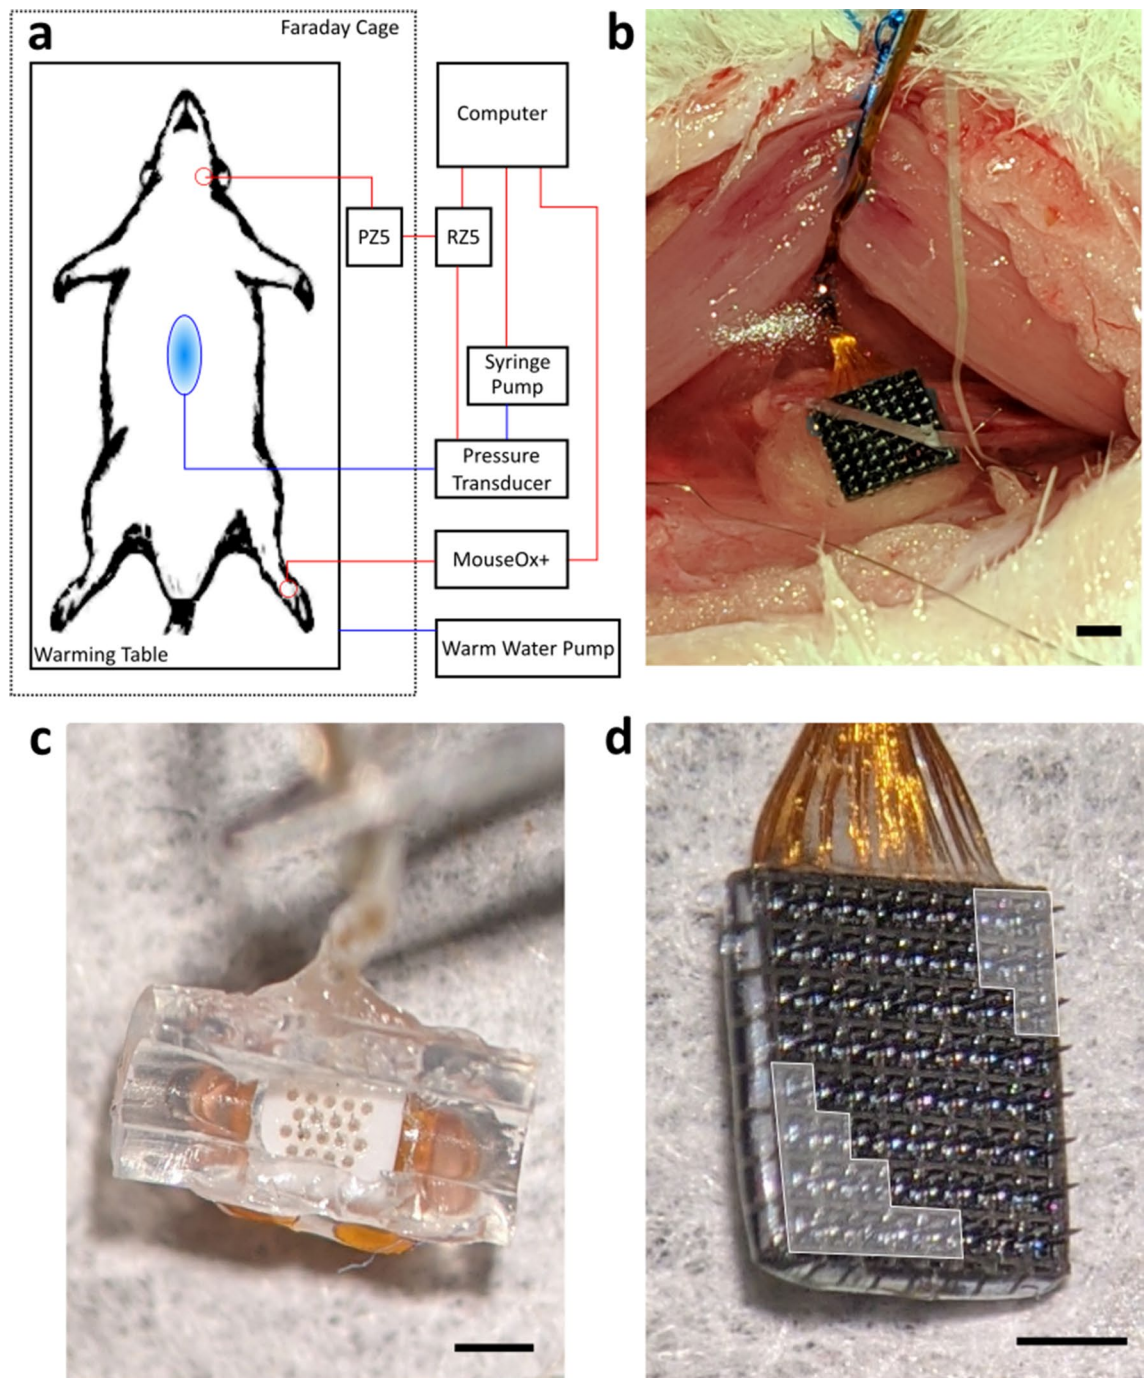 a
Faraday Cage
b
Computer
PZ5
RZ5
Syringe
Pump
Pressure
Transducer
MouseOx+
Warming Table
Warm Water Pump
c
d